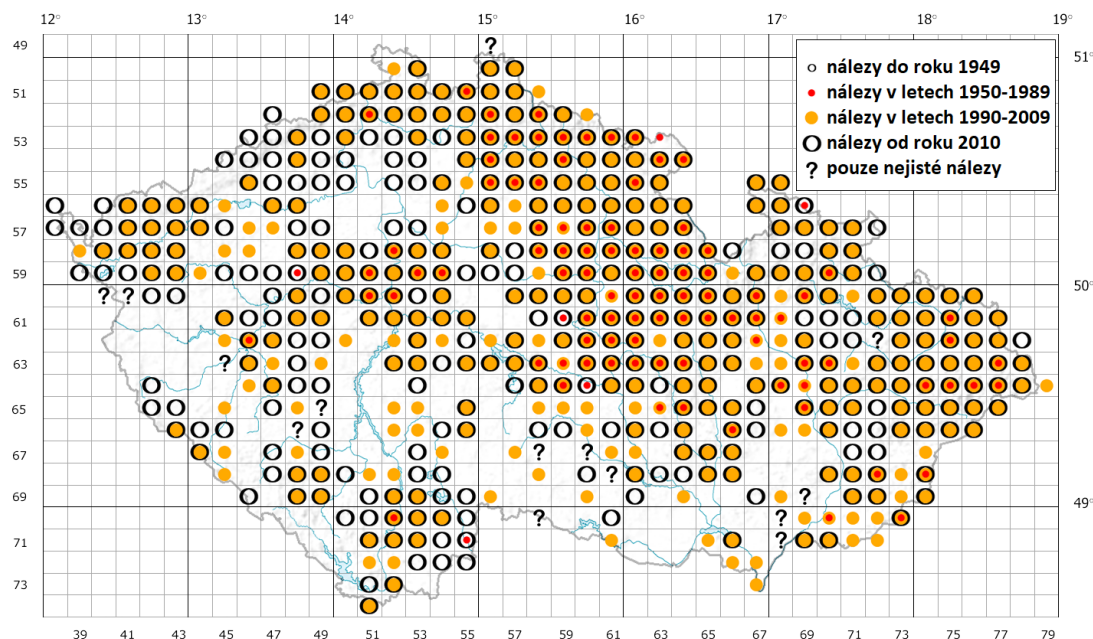 12° 13° 14° 15° 16° 17° 18° 19°
49 ? 51°
nálezy do roku 1949
51 nálezy v letech 1950-1989
nálezy v letech 1990-2009
53 nálezy od roku 2010
? pouze nejisté nálezy
55
57
59
50°
? ?
61
?
63 ?
65 ?
?
67 ? ?
?
69 ?
49°
? ?
71 ?
73
39 41 43 45 47 49 51 53 55 57 59 61 63 65 67 69 71 73 75 77 79